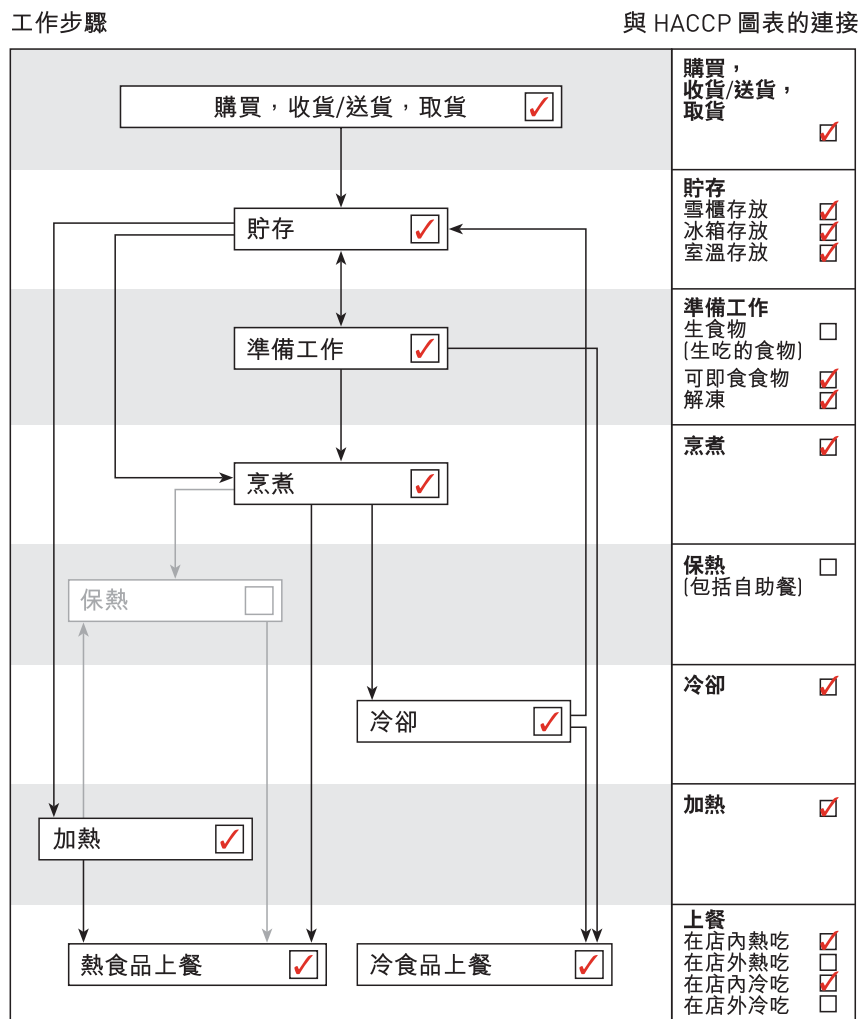 工作步驟
與 HACCP 圖表的連接
購買，收貨/送貨，取貨
貯存
準備工作
烹煮
保熱
冷卻
加熱
熱食品上餐
冷食品上餐
購買，
收貨/送貨，
取貨
貯存
雪櫃存放
冰箱存放
室溫存放
準備工作
生食物
(生吃的食物)
可即食食物
解凍
烹煮
保熱
(包括自助餐)
冷卻
加熱
上餐
在店內熱吃
在店外熱吃
在店內冷吃
在店外冷吃